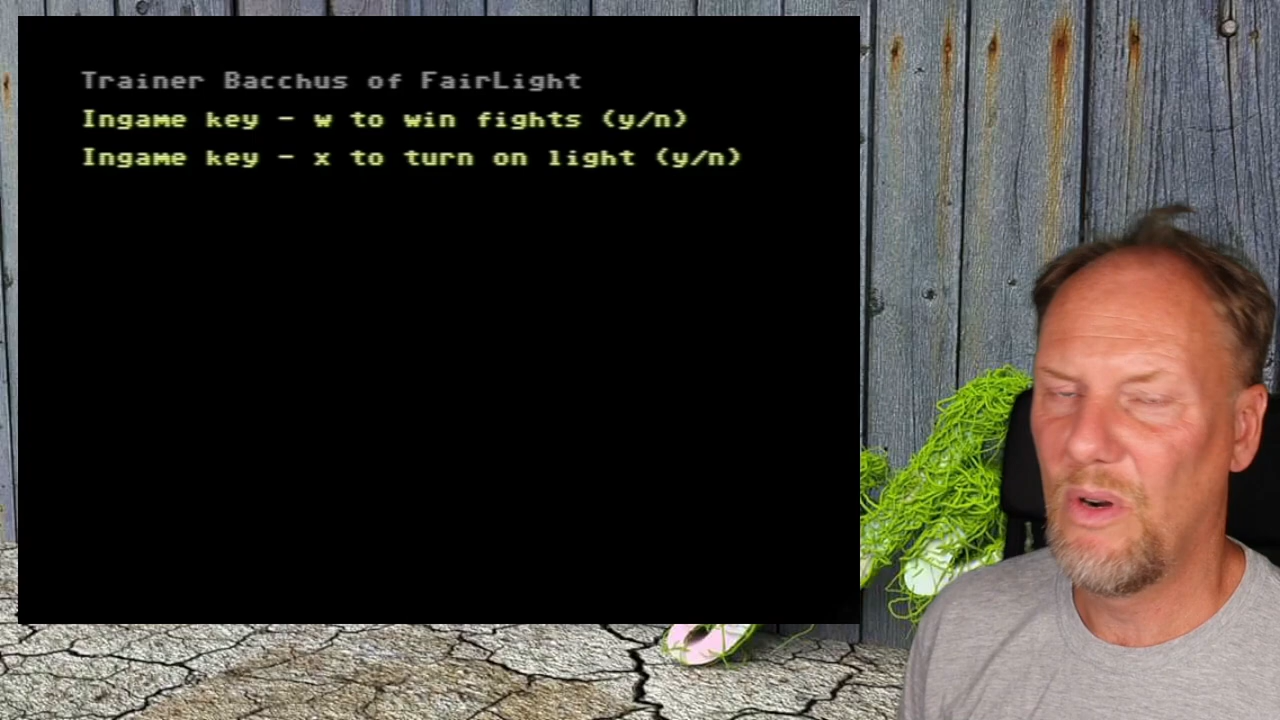 Trainer Bacchus of FairLight
Ingame key - w to win fights (y/n)
Ingame key - x to turn on light (y/n)